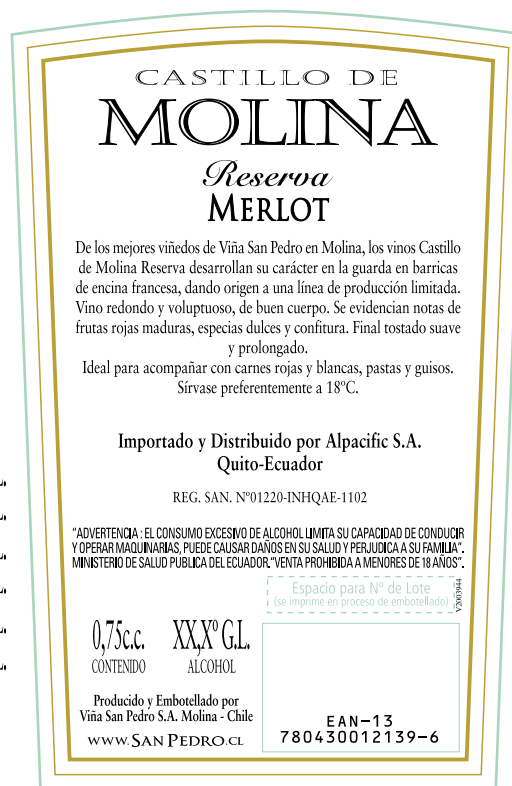 CASTILLO DE
MOLINA
Reserva
MERLOT
De los mejores viñedos de Viña San Pedro en Molina, los vinos Castillo
de Molina Reserva desarrollan su carácter en la guarda en barricas
de encina francesa, dando origen a una línea de producción limitada.
Vino redondo y voluptuoso, de buen cuerpo. Se evidencian notas de
frutas rojas maduras, especias dulces y confitura. Final tostado suave
y prolongado.
Ideal para acompañar con carnes rojas y blancas, pastas y guisos.
Sírvase preferentemente a 18ºC.
Importado y Distribuido por Alpacific S.A.
Quito-Ecuador
REG. SAN. Nº01220-INHQAE-1102
"ADVERTENCIA : EL CONSUMO EXCESIVO DE ALCOHOL LIMITA SU CAPACIDAD DE CONDUCIR
Y OPERAR MAQUINARIAS, PUEDE CAUSAR DAÑOS EN SU SALUD Y PERJUDICA A SU FAMILIA".
MINISTERIO DE SALUD PUBLICA DEL ECUADOR."VENTA PROHIBIDA A MENORES DE 18 AÑOS".
Espacio para Nº de Lote
(se imprime en proceso de embotellado)
V2003944
0,75c.c. XX,Xº G.L.
CONTENIDO ALCOHOL
Producido y Embotellado por
Viña San Pedro S.A. Molina - Chile
WWW.SAN PEDRO.CL
EAN-13
780430012139-6